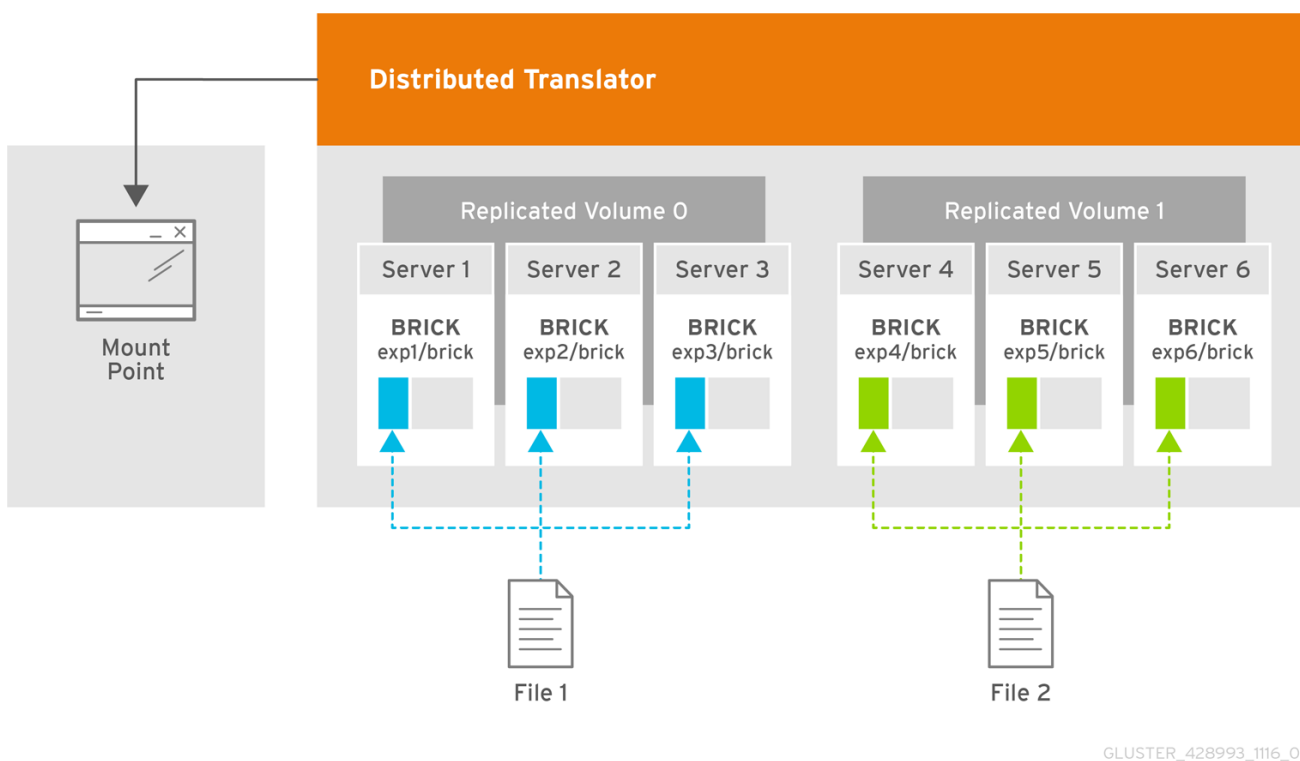 Distributed Translator
Mount
Point
Replicated Volume 0
Server 1
BRICK
exp1/brick
Server 2
BRICK
exp2/brick
Server 3
BRICK
exp3/brick
Replicated Volume 1
Server 4
BRICK
exp4/brick
Server 5
BRICK
exp5/brick
Server 6
BRICK
exp6/brick
File 1
File 2
GLUSTER_428993_1116_0